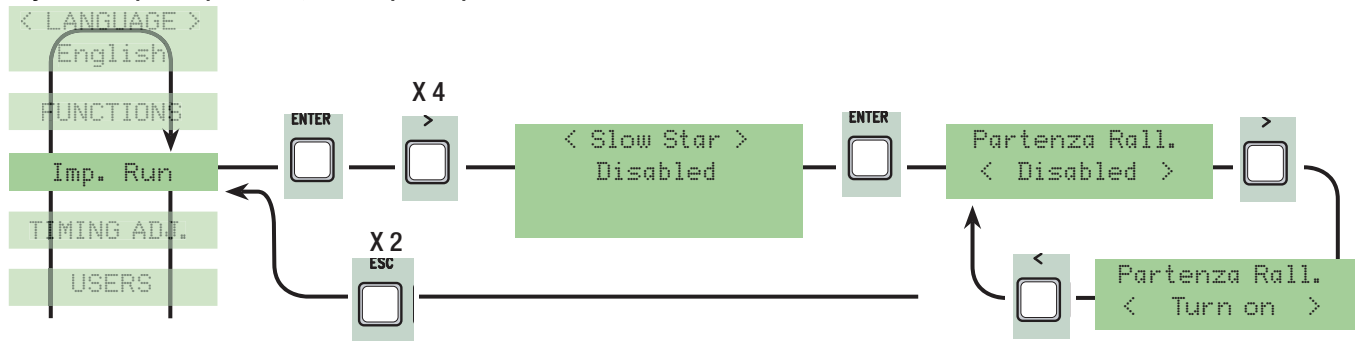 < LANGUAGE >
English
FUNCTIONS
Imp. Run
TIMING ADJ.
USERS
ENTER
X 4
>
< Slow Star >
Disabled
ENTER
Partenza Rall.
< Disabled >
>
X 2
ESC
<
Partenza Rall.
< Turn on >